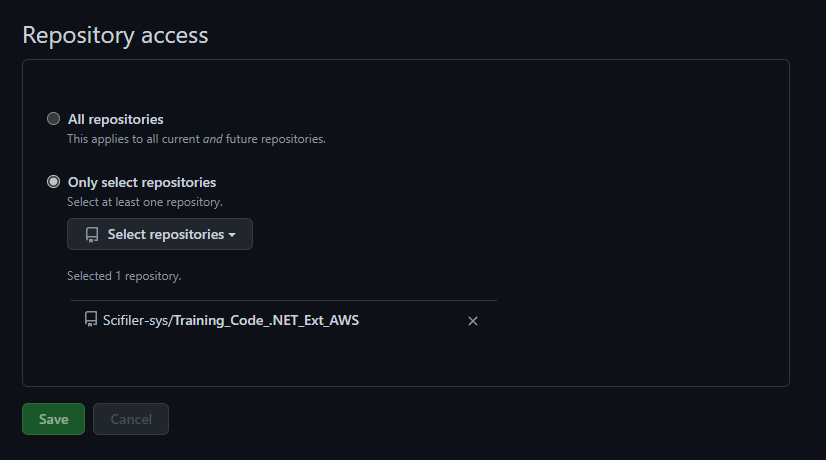 Repository access
All repositories
This applies to all current and future repositories.
Only select repositories
Select at least one repository.
Select repositories
Selected 1 repository.
Scifiler-sys/Training_Code_.NET_Ext_AWS
Save
Cancel